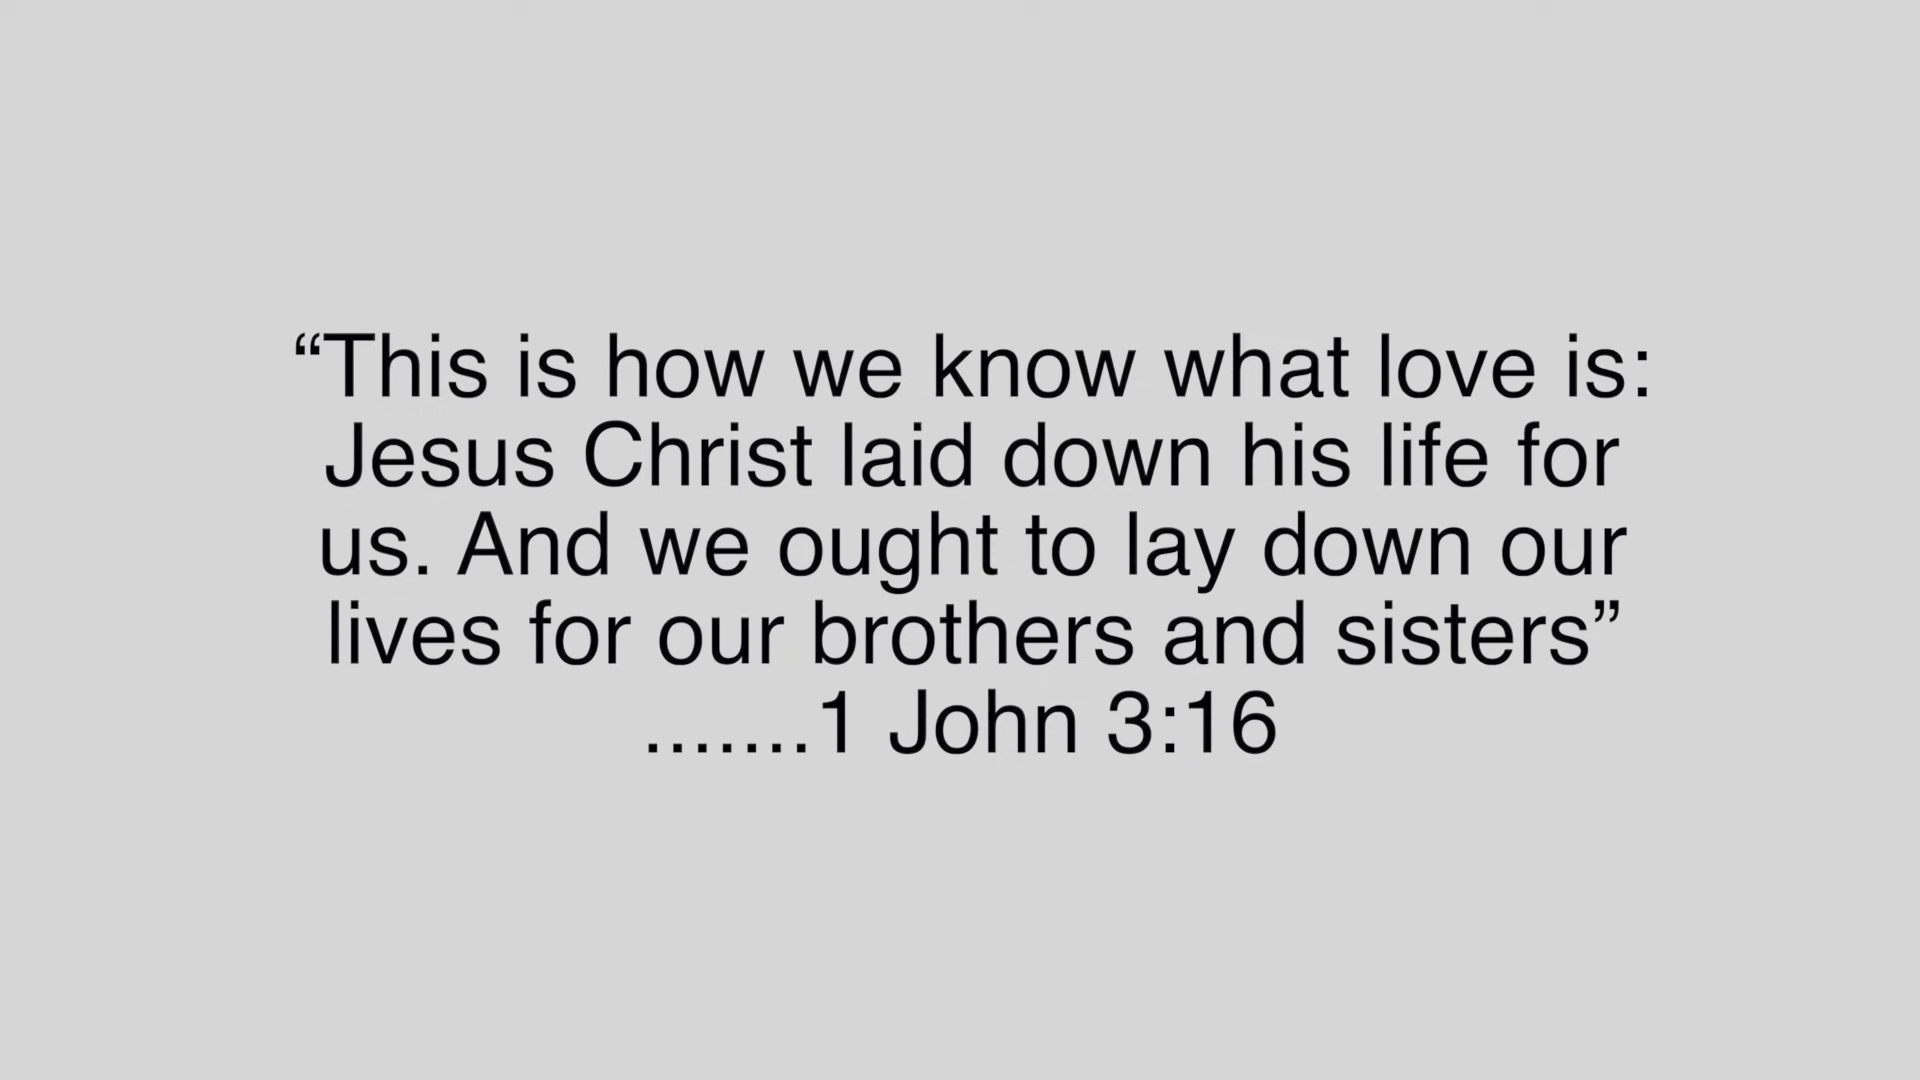 “This is how we know what love is:
Jesus Christ laid down his life for
us. And we ought to lay down our
lives for our brothers and sisters”
.......1 John 3:16